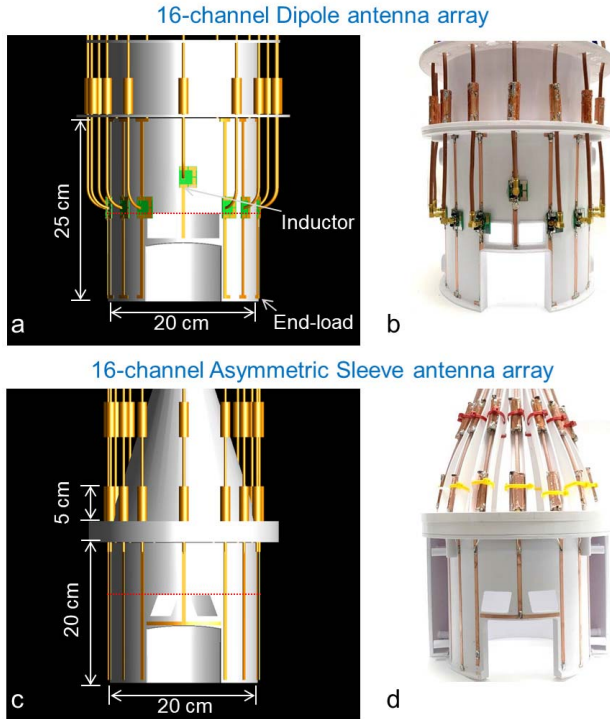 16-channel Dipole antenna array
25 cm
Inductor
20 cm
End-load
a
b
16-channel Asymmetric Sleeve antenna array
5 cm
20 cm
20 cm
c
d